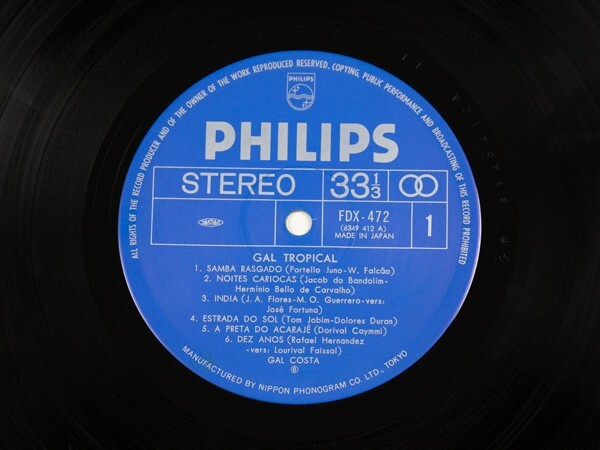 ALL RIGHTS OF THE RECORD PRODUCER AND OF THE OWNER OF THE WORK REPRODUCED RESERVED. COPYING, PUBLIC PERFORMANCE AND BROADCASTING OF THIS RECORD PROHIBITED
PHILIPS
PHILIPS
STEREO 33 1/3
FDX-472
(6349 412 A)
MADE IN JAPAN
1
GAL TROPICAL
1. SAMBA RASGADO (Portello Juno-W. Falcão)
2. NOITES CARIOCAS (Jacob do Bandolim-
Hermínio Bello de Carvalho)
3. INDIA (J. A. Flores-M. O. Guerrero-vers:
José Fortuna)
4. ESTRADA DO SOL (Tom Jobim-Dolores Duran)
5. A PRETA DO ACARAJÉ (Dorival Caymmi)
6. DEZ ANOS (Rafael Hernandez
-vers: Lourival Faissal)
GAL COSTA
MANUFACTURED BY NIPPON PHONOGRAM CO. LTD., TOKYO